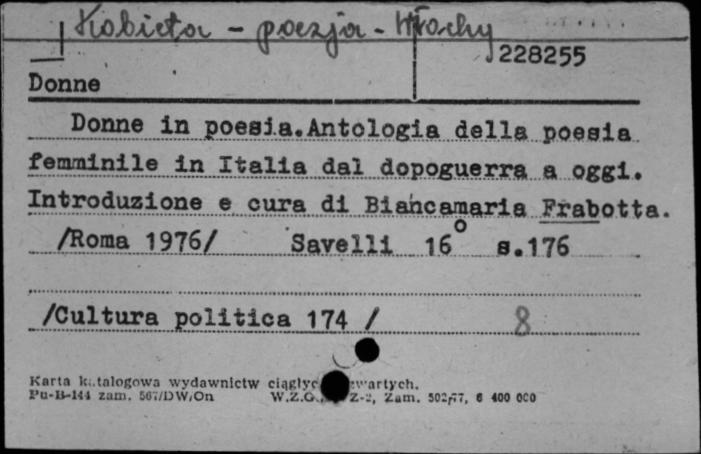 Kobieta - poezja - Włochy
228255
Donne
Donne in poesia.Antologia della poesia
femminile in Italia dal dopoguerra a oggi.
Introduzione e cura di Biancamaria Frabotta.
/Roma 1976/ Savelli 16° s.176
/Cultura politica 174 / 8
Karta katalogowa wydawnictw
Pu-B-144 zam. 567/DW/On Z-2, Zam. 502/77, 6 400 000